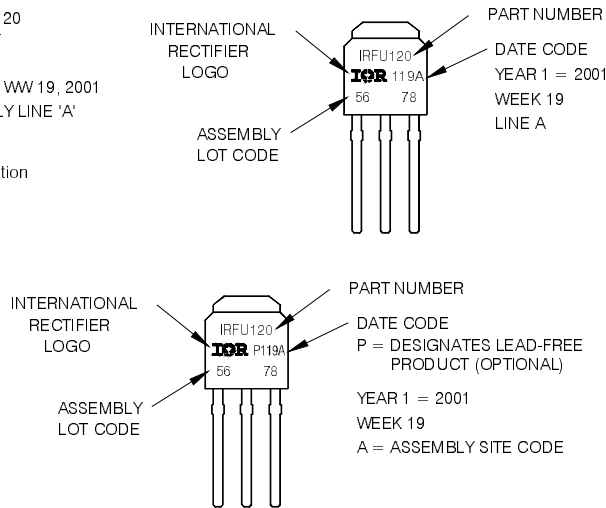 20
WW 19, 2001
LY LINE 'A'
tion
INTERNATIONAL
RECTIFIER
LOGO
ASSEMBLY
LOT CODE
IRFU120
IOR 119A
56 78
PART NUMBER
DATE CODE
YEAR 1 = 2001
WEEK 19
LINE A
INTERNATIONAL
RECTIFIER
LOGO
ASSEMBLY
LOT CODE
IRFU120
IOR P119A
56 78
PART NUMBER
DATE CODE
P = DESIGNATES LEAD-FREE
PRODUCT (OPTIONAL)
YEAR 1 = 2001
WEEK 19
A = ASSEMBLY SITE CODE